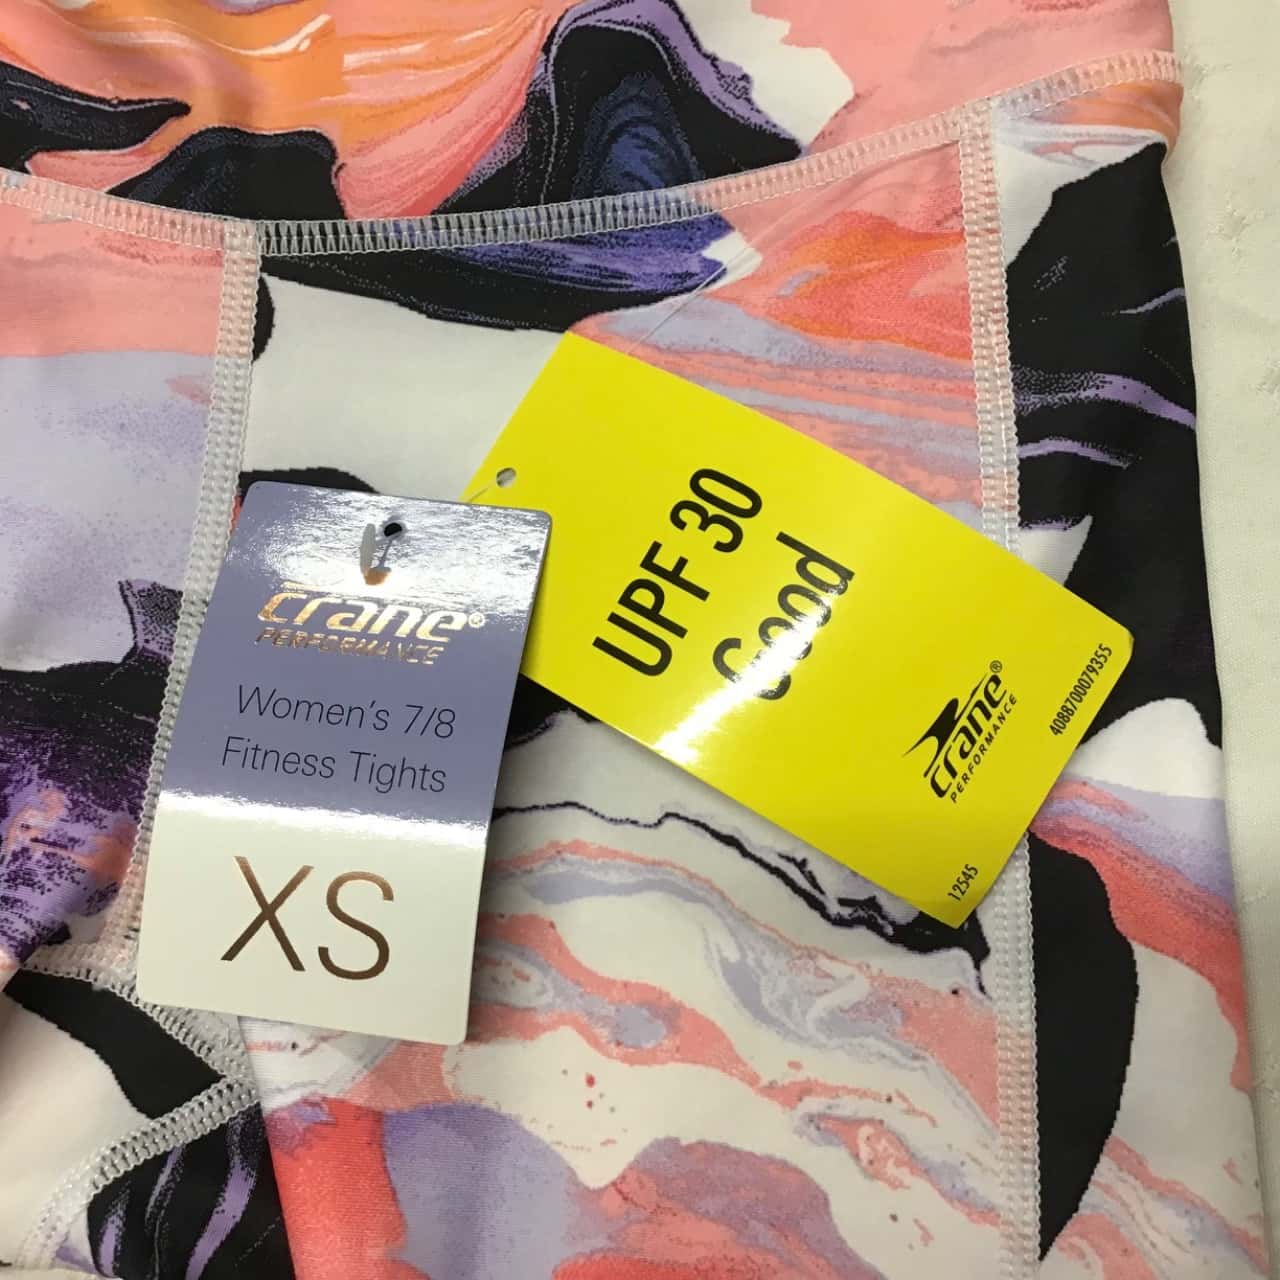 crane®
PERFORMANCE
Women's 7/8
Fitness Tights
XS
UPF 30
Good
crane®
PERFORMANCE
4088700079355
12545